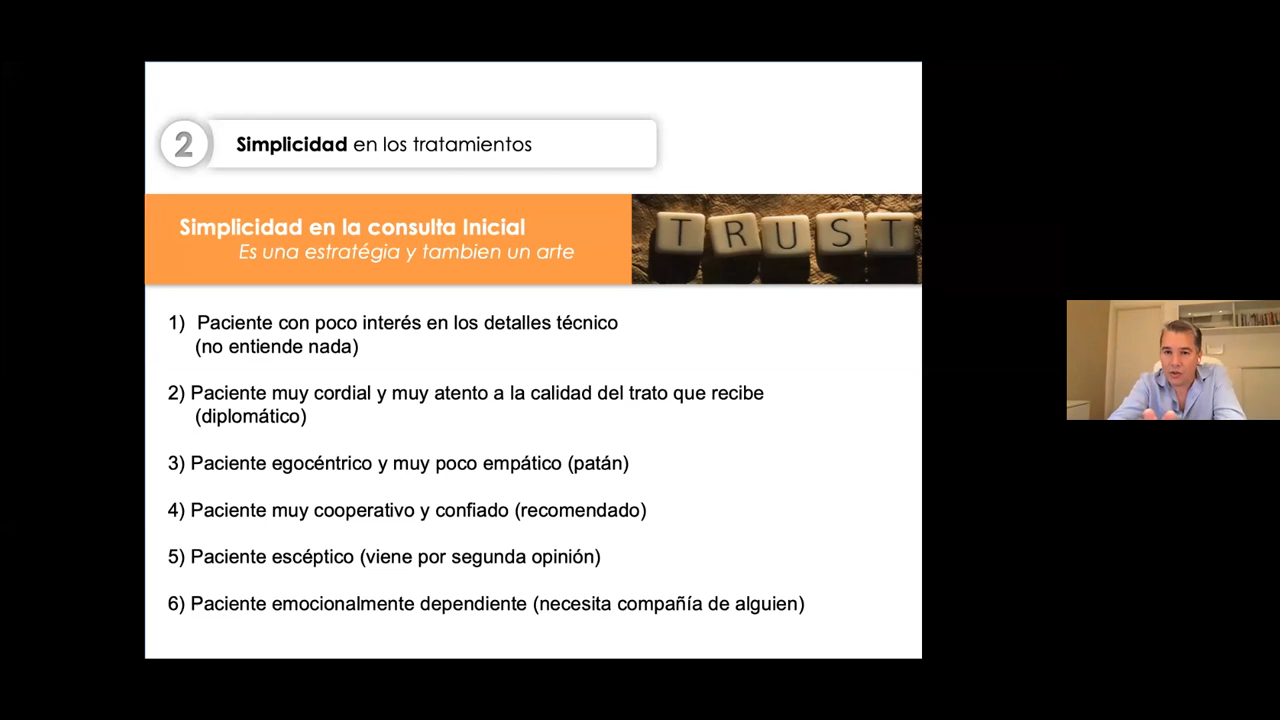 2
Simplicidad en los tratamientos
Simplicidad en la consulta Inicial
Es una estratégia y tambien un arte
TRUST
1) Paciente con poco interés en los detalles técnico
(no entiende nada)
2) Paciente muy cordial y muy atento a la calidad del trato que recibe
(diplomático)
3) Paciente egocéntrico y muy poco empático (patán)
4) Paciente muy cooperativo y confiado (recomendado)
5) Paciente escéptico (viene por segunda opinión)
6) Paciente emocionalmente dependiente (necesita compañía de alguien)